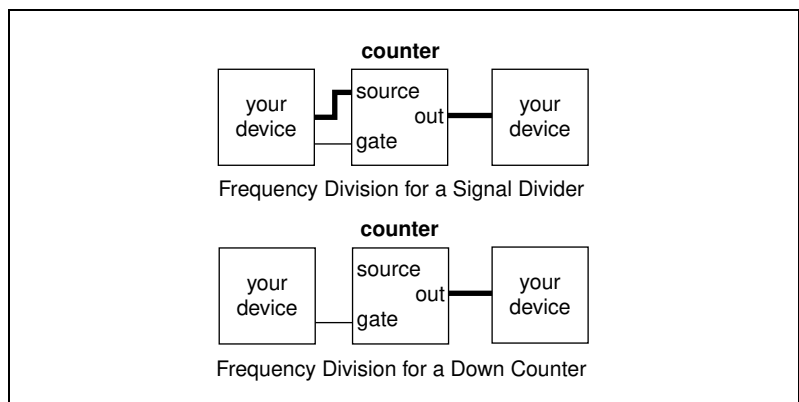 counter
your
device
source
out
gate
your
device
Frequency Division for a Signal Divider
counter
your
device
source
out
gate
your
device
Frequency Division for a Down Counter